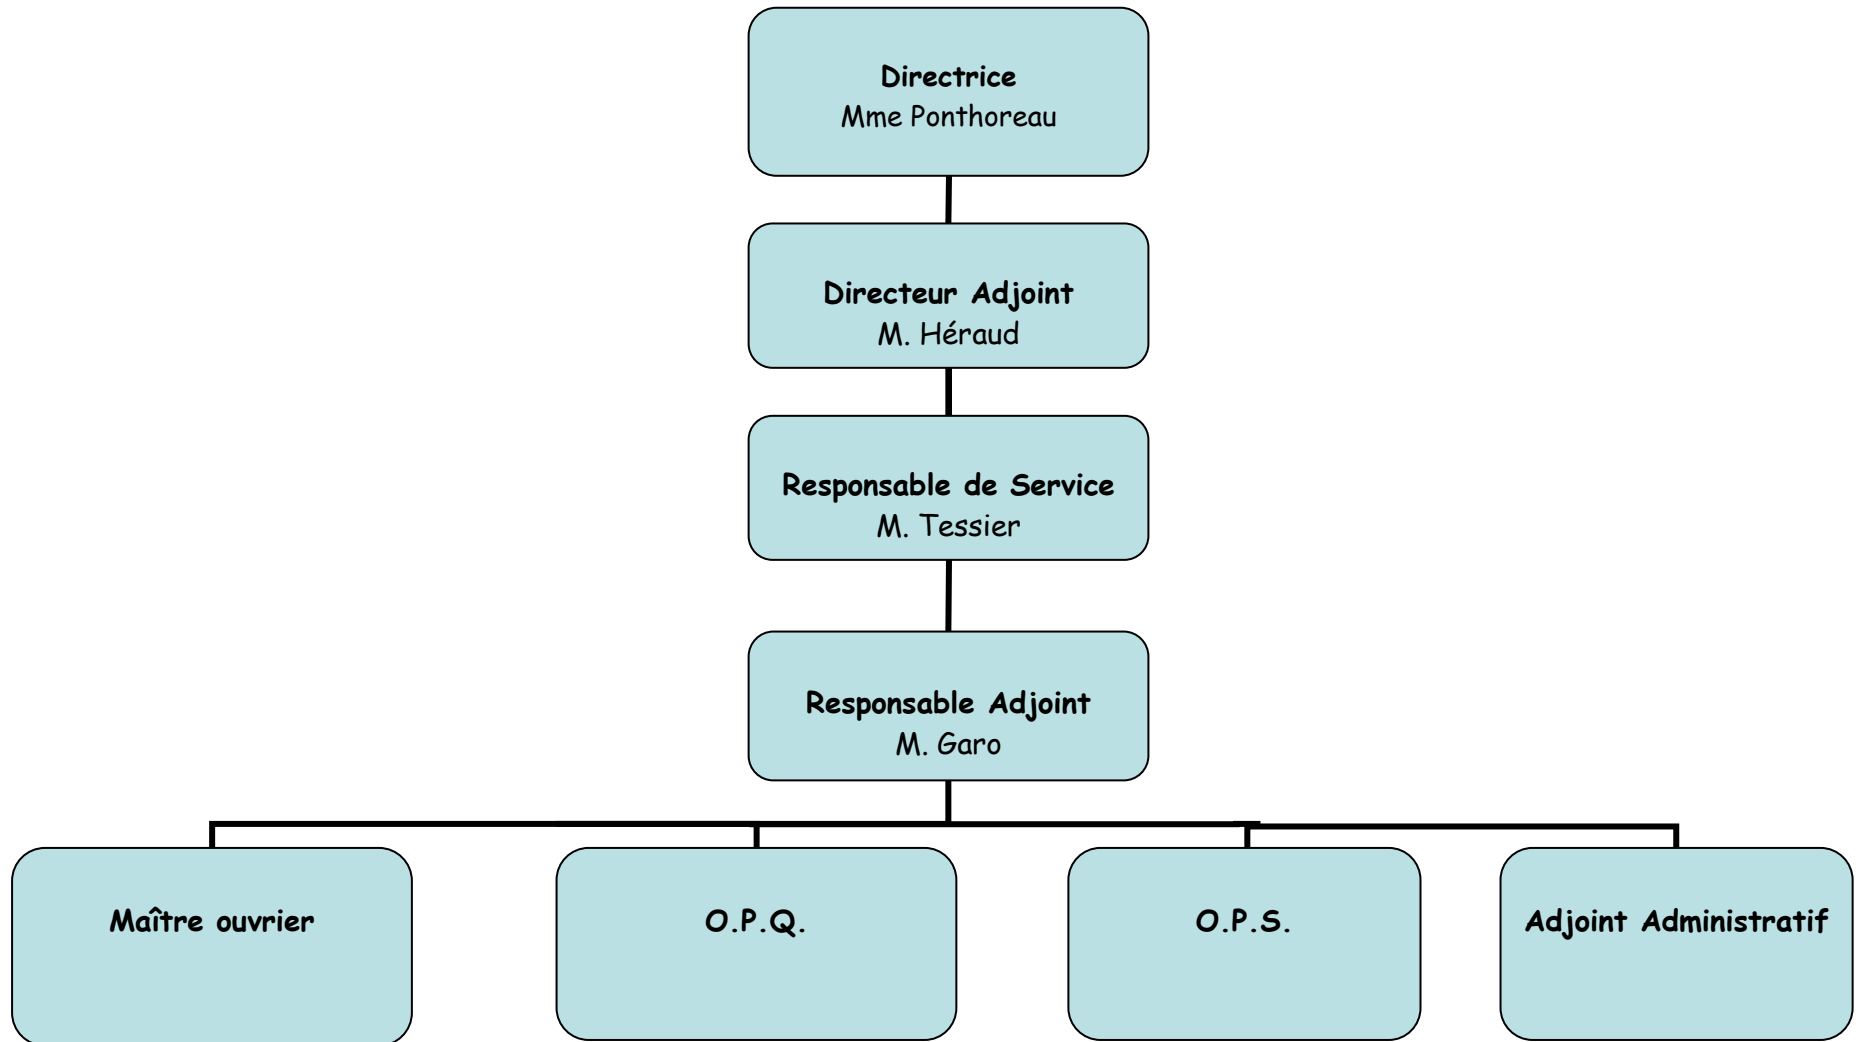 Directrice
Mme Ponthoreau
Directeur Adjoint
M. Héraud
Responsable de Service
M. Tessier
Responsable Adjoint
M. Garo
Maître ouvrier
O.P.Q.
O.P.S.
Adjoint Administratif